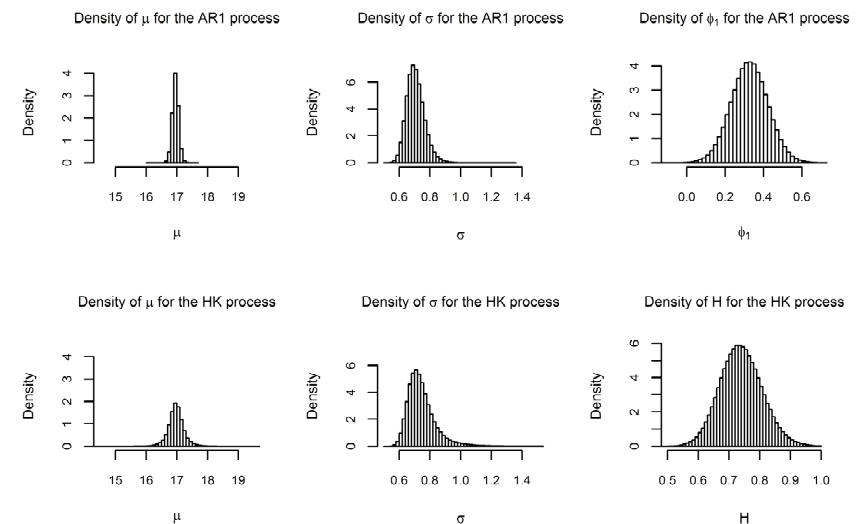 Density of μ for the AR1 process
Density
4
3
2
1
0
15 16 17 18 19
μ
Density of σ for the AR1 process
Density
6
4
2
0
0.6 0.8 1.0 1.2 1.4
σ
Density of ϕ1 for the AR1 process
Density
4
3
2
1
0
0.0 0.2 0.4 0.6
ϕ1
Density of μ for the HK process
Density
4
3
2
1
0
15 16 17 18 19
μ
Density of σ for the HK process
Density
6
4
2
0
0.6 0.8 1.0 1.2 1.4
σ
Density of H for the HK process
Density
6
4
2
0
0.5 0.6 0.7 0.8 0.9 1.0
H